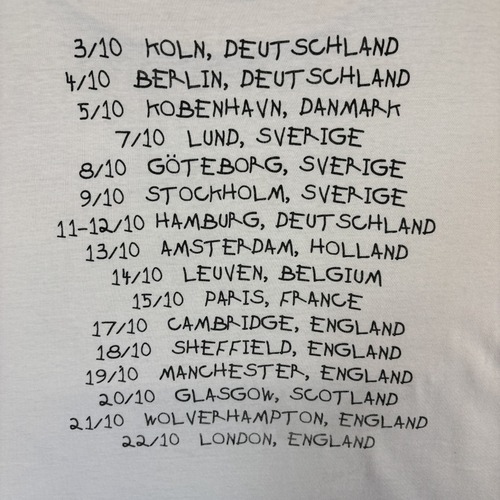 3/10 KOLN, DEUTSCHLAND
4/10 BERLIN, DEUTSCHLAND
5/10 KOBENHAVN, DANMARK
7/10 LUND, SVERIGE
8/10 GÖTEBORG, SVERIGE
9/10 STOCKHOLM, SVERIGE
11-12/10 HAMBURG, DEUTSCHLAND
13/10 AMSTERDAM, HOLLAND
14/10 LEUVEN, BELGIUM
15/10 PARIS, FRANCE
17/10 CAMBRIDGE, ENGLAND
18/10 SHEFFIELD, ENGLAND
19/10 MANCHESTER, ENGLAND
20/10 GLASGOW, SCOTLAND
21/10 WOLVERHAMPTON, ENGLAND
22/10 LONDON, ENGLAND